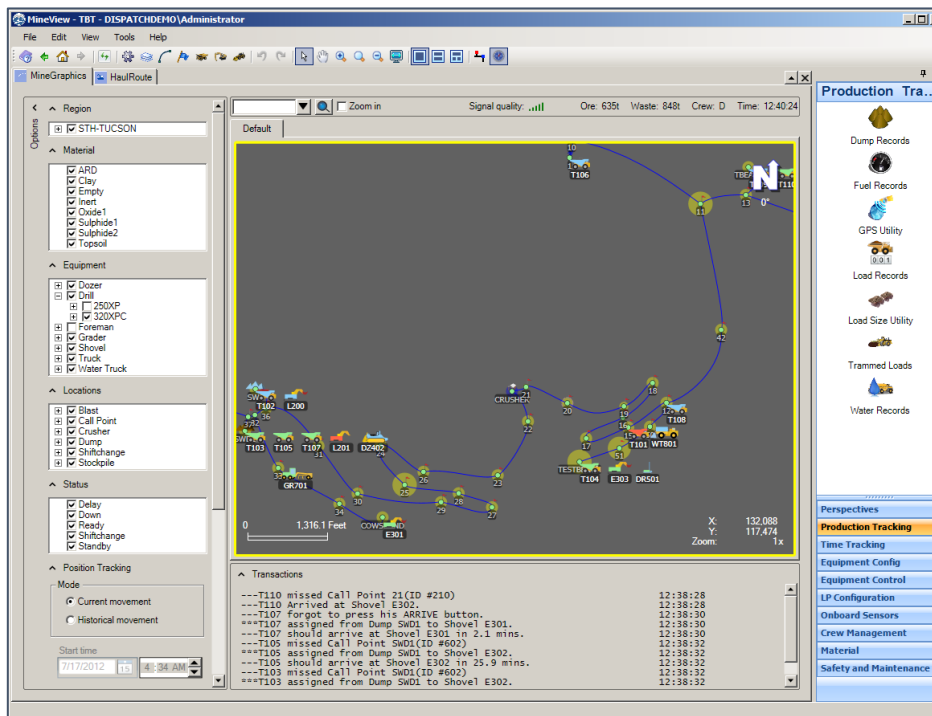 MineView - TBT - DISPATCHDEMO\Administrator
File Edit View Tools Help
MineGraphics HaulRoute
Production Tra...
Options
Region
STH-TUCSON
Material
ARD
Clay
Empty
Inert
Oxide1
Sulphide1
Sulphide2
Topsoil
Equipment
Dozer
Drill
250XP
320XPC
Foreman
Grader
Shovel
Truck
Water Truck
Locations
Blast
Call Point
Crusher
Dump
Shiftchange
Stockpile
Status
Delay
Down
Ready
Shiftchange
Standby
Position Tracking
Mode
Current movement
Historical movement
Start time
7/17/2012 15
Zoom in Signal quality: Ore: 635t Waste: 848t Crew: D Time: 12:40:24
Default
10
T106
N
T110
11
13
0°
42
18
21
CRUSHER
20
19
12
T108
T102 L200
36
22
16
17
T101 WT801
T103 T105 T107 L201 DZ402
31
24
51
26
T104 E303 DR501
GR701
23
25
30
28
34
29
27
E301
0 1,316.1 Feet
X: 132,088
Y: 117,474
Zoom: 1x
Transactions
---T110 missed Call Point 21(ID #210) 12:38:28
---T110 Arrived at Shovel E302. 12:38:28
---T107 forgot to press his ARRIVE button. 12:38:30
===T107 assigned from Dump SWD1 to Shovel E301. 12:38:30
---T107 should arrive at Shovel E301 in 2.1 mins. 12:38:30
---T105 missed Call Point SWD1(ID #602) 12:38:32
===T105 assigned from Dump SWD1 to Shovel E302. 12:38:32
---T105 should arrive at Shovel E302 in 25.9 mins. 12:38:32
---T103 missed Call Point SWD1(ID #602) 12:38:32
===T103 assigned from Dump SWD1 to Shovel E302. 12:38:32
Dump Records
Fuel Records
GPS Utility
0 0 1
Load Records
Load Size Utility
Trammed Loads
Water Records
Perspectives
Production Tracking
Time Tracking
Equipment Config
Equipment Control
LP Configuration
Onboard Sensors
Crew Management
Material
Safety and Maintenance